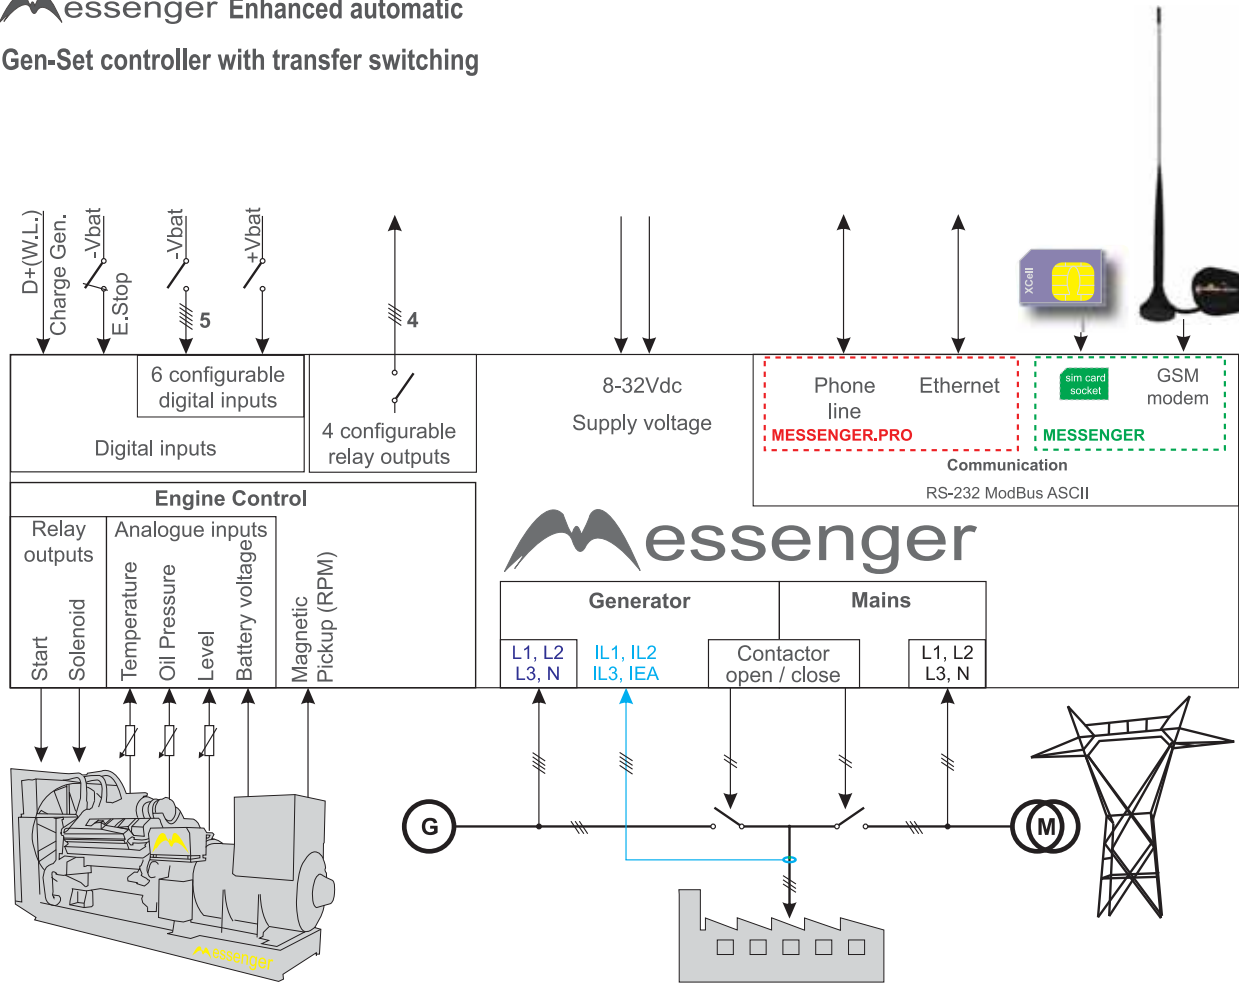 Messenger Enhanced automatic
Gen-Set controller with transfer switching
D+(W.L.)
Charge Gen.
-Vbat
E.Stop
-Vbat
5
+Vbat
4
XCell
6 configurable
digital inputs
Digital inputs
4 configurable
relay outputs
8-32Vdc
Supply voltage
Phone
line
Ethernet
MESSENGER.PRO
sim card
socket
GSM
modem
MESSENGER
Communication
RS-232 ModBus ASCII
Engine Control
Relay
outputs
Analogue inputs
Start
Solenoid
Temperature
Oil Pressure
Level
Battery voltage
Magnetic
Pickup (RPM)
Messenger
Generator
Mains
L1, L2
L3, N
IL1, IL2
IL3, IEA
Contactor
open / close
L1, L2
L3, N
G
M
Messenger